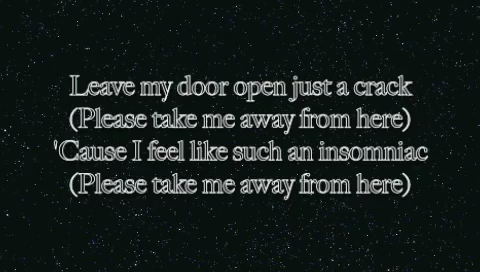 Leave my door open just a crack
(Please take me away from here)
'Cause I feel like such an insomniac
(Please take me away from here)